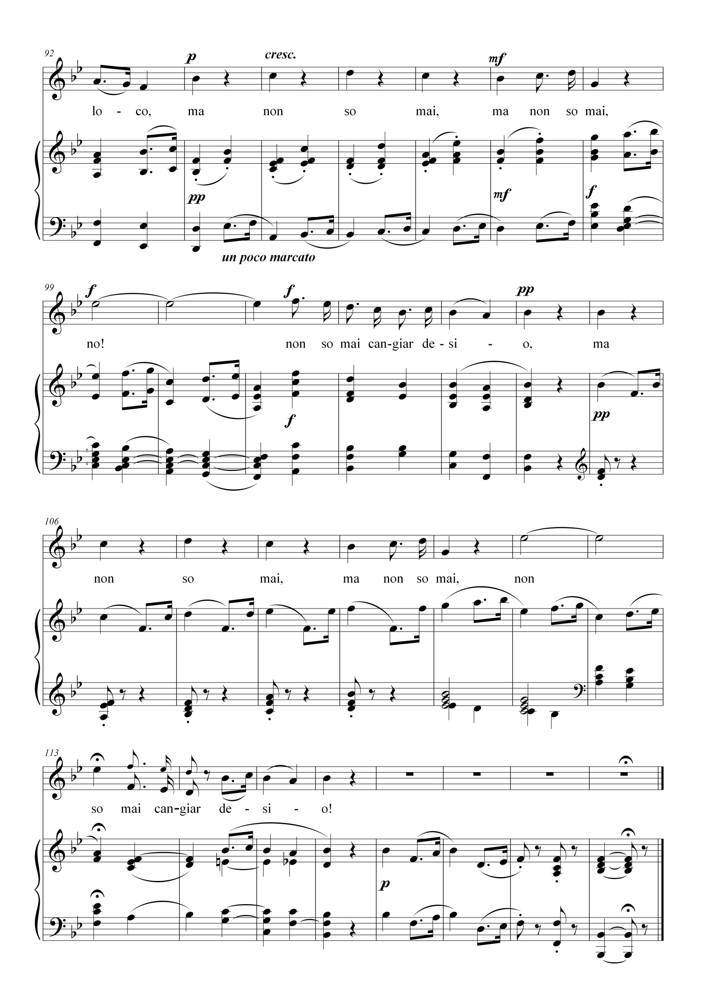 92
p
cresc.
mf
lo - co, ma non so mai, ma non so mai,
pp
mf
f
un poco marcato
99
f
f
pp
no! non so mai can-giar de - si - o, ma
f
pp
106
non so mai, ma non so mai, non
113
so mai can-giar de - si - o!
p